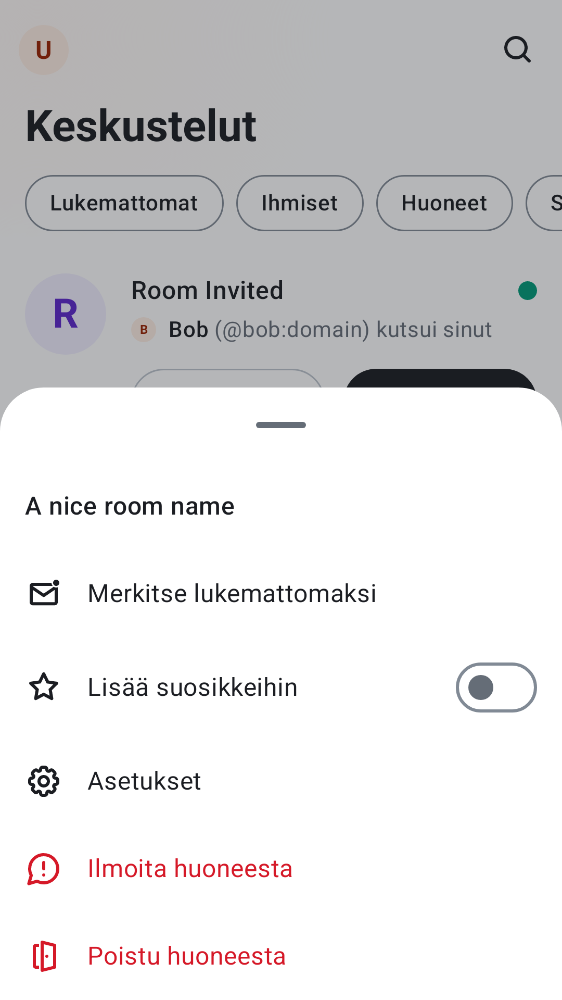 U
Keskustelut
Lukemattomat Ihmiset Huoneet S
R
Room Invited
B Bob (@bob:domain) kutsui sinut
A nice room name
Merkitse lukemattomaksi
Lisää suosikkeihin
Asetukset
Ilmoita huoneesta
Poistu huoneesta